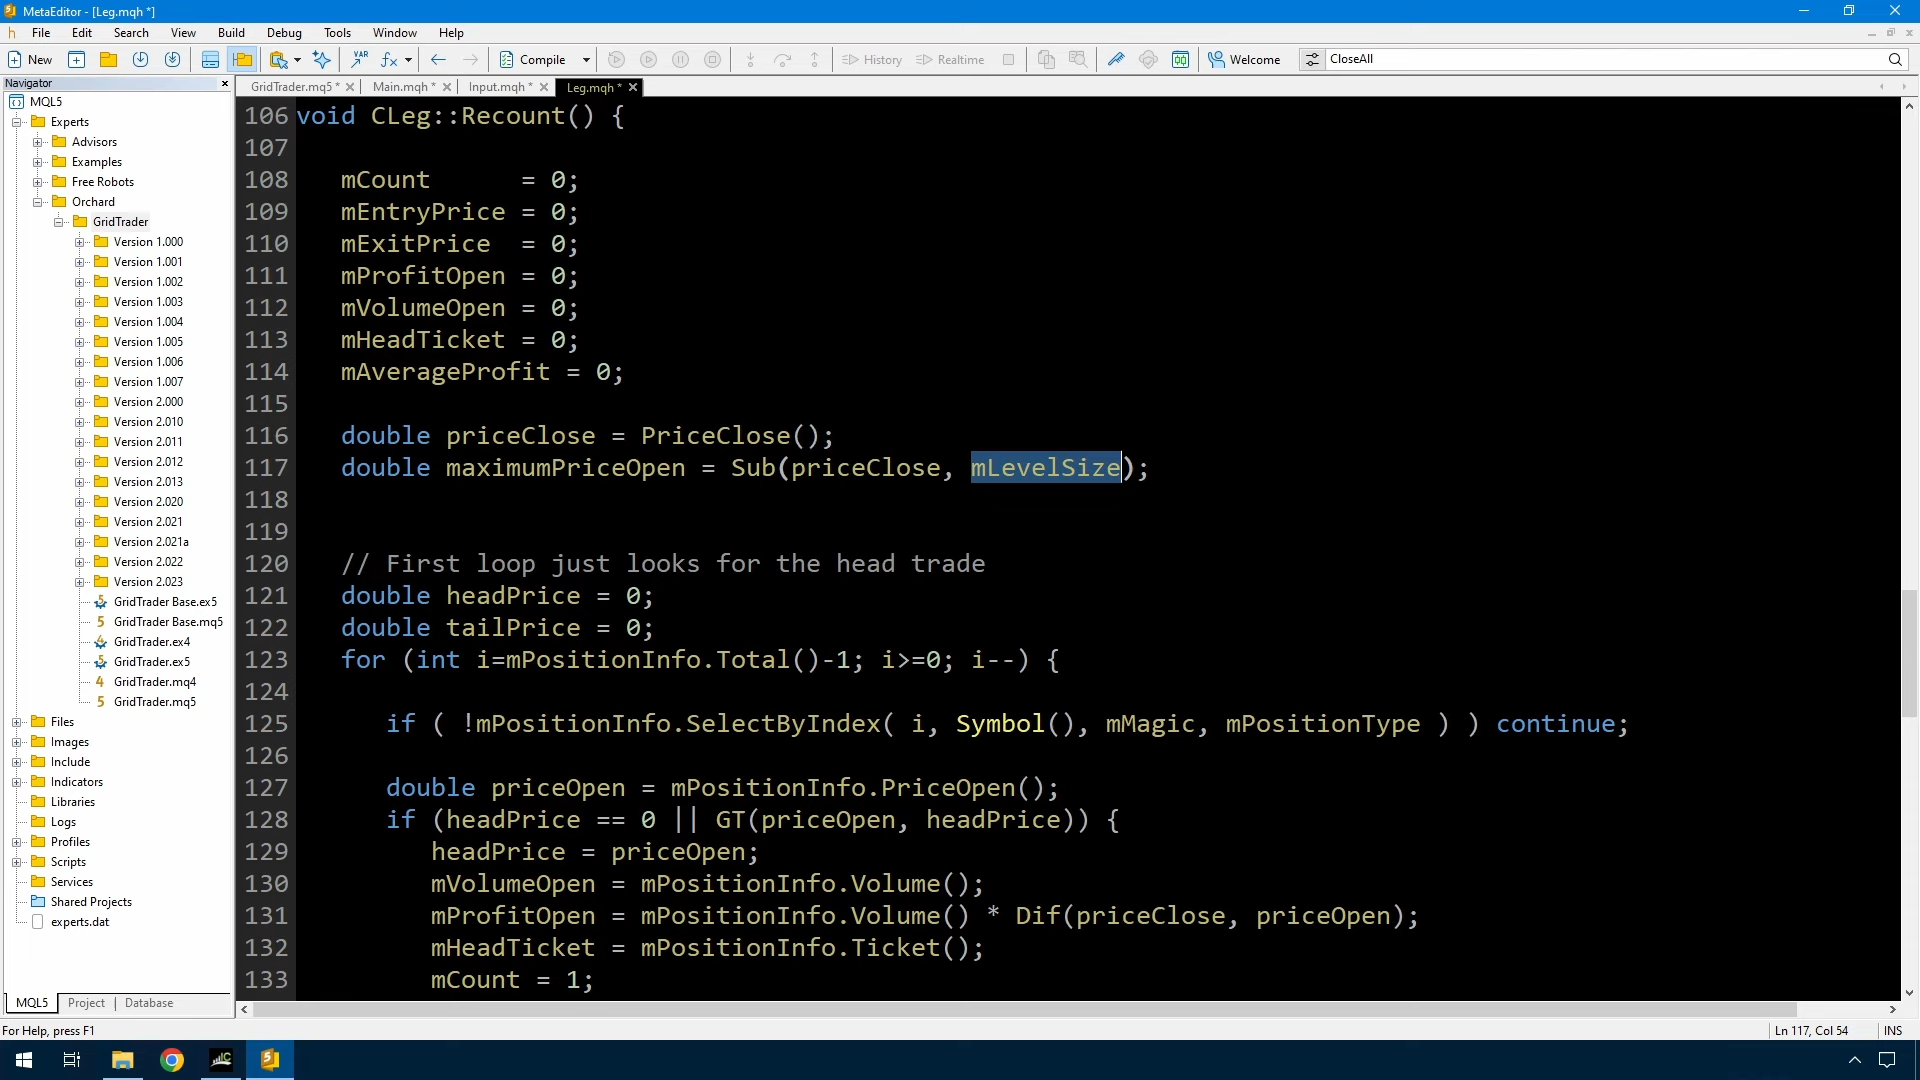 MetaEditor - [Leg.mqh *]
File Edit Search View Build Debug Tools Window Help
New Compile History Realtime Welcome CloseAll
Navigator
GridTrader.mq5 * Main.mqh * Input.mqh * Leg.mqh *
MQL5
Experts
Advisors
Examples
Free Robots
Orchard
GridTrader
Version 1.000
Version 1.001
Version 1.002
Version 1.003
Version 1.004
Version 1.005
Version 1.006
Version 1.007
Version 2.000
Version 2.010
Version 2.011
Version 2.012
Version 2.013
Version 2.020
Version 2.021
Version 2.021a
Version 2.022
Version 2.023
GridTrader Base.ex5
GridTrader Base.mq5
GridTrader.ex4
GridTrader.ex5
GridTrader.mq4
GridTrader.mq5
Files
Images
Include
Indicators
Libraries
Logs
Profiles
Scripts
Services
Shared Projects
experts.dat
MQL5 Project Database
106 void CLeg::Recount() {
107
108 mCount = 0;
109 mEntryPrice = 0;
110 mExitPrice = 0;
111 mProfitOpen = 0;
112 mVolumeOpen = 0;
113 mHeadTicket = 0;
114 mAverageProfit = 0;
115
116 double priceClose = PriceClose();
117 double maximumPriceOpen = Sub(priceClose, mLevelSize);
118
119
120 // First loop just looks for the head trade
121 double headPrice = 0;
122 double tailPrice = 0;
123 for (int i=mPositionInfo.Total()-1; i>=0; i--) {
124
125 if ( !mPositionInfo.SelectByIndex( i, Symbol(), mMagic, mPositionType ) ) continue;
126
127 double priceOpen = mPositionInfo.PriceOpen();
128 if (headPrice == 0 || GT(priceOpen, headPrice)) {
129 headPrice = priceOpen;
130 mVolumeOpen = mPositionInfo.Volume();
131 mProfitOpen = mPositionInfo.Volume() * Dif(priceClose, priceOpen);
132 mHeadTicket = mPositionInfo.Ticket();
133 mCount = 1;
For Help, press F1
Ln 117, Col 54 INS